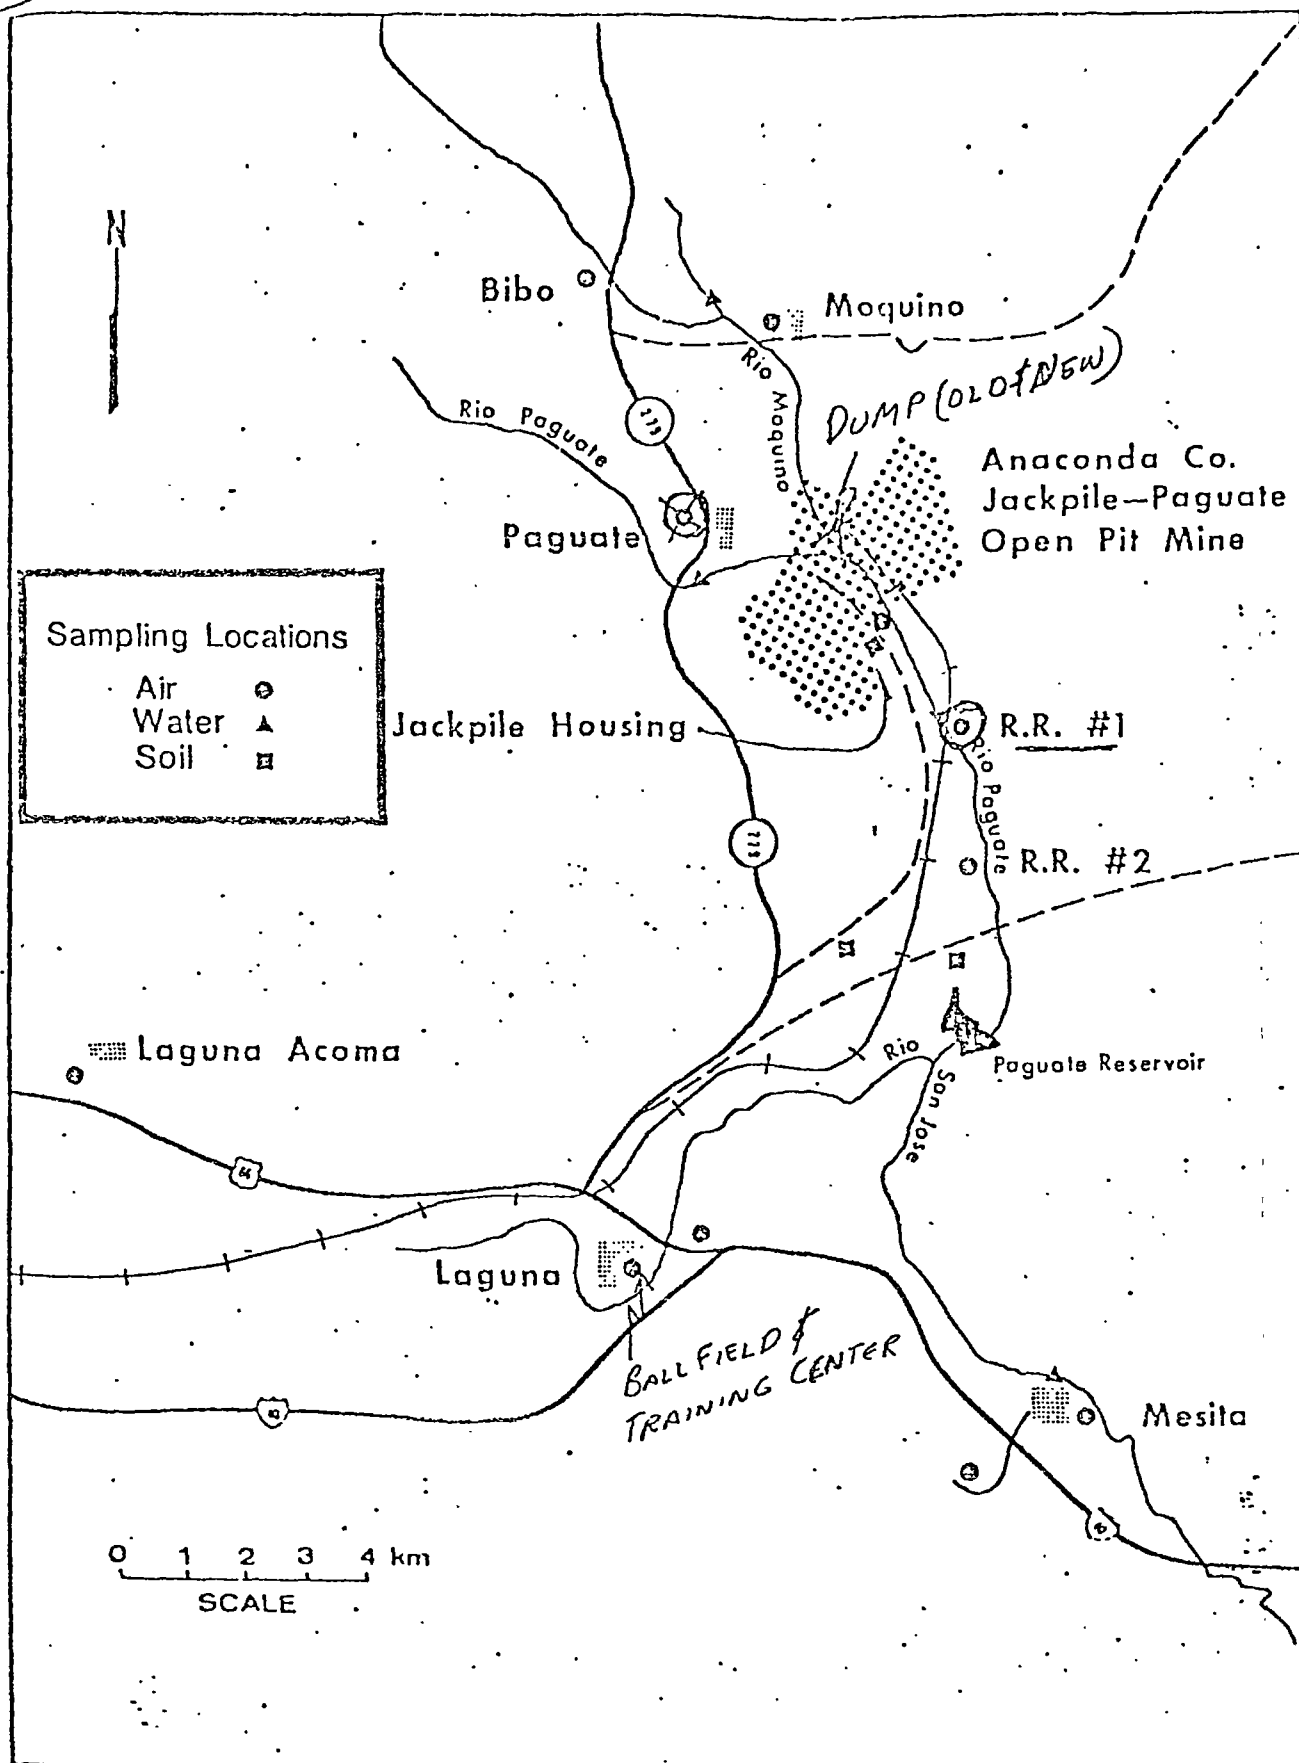 N
Bibo
Moquino
Rio Moquino
DUMP (OLD & NEW)
Rio Paguate
Anaconda Co.
Jackpile—Paguate
Open Pit Mine
Paguate
Sampling Locations
Air
Water
Soil
Jackpile Housing
R.R. #1
Rio Paguate
R.R. #2
Laguna Acoma
Rio San Jose
Paguate Reservoir
66
Laguna
BALL FIELD &
TRAINING CENTER
Mesita
0 1 2 3 4 km
SCALE